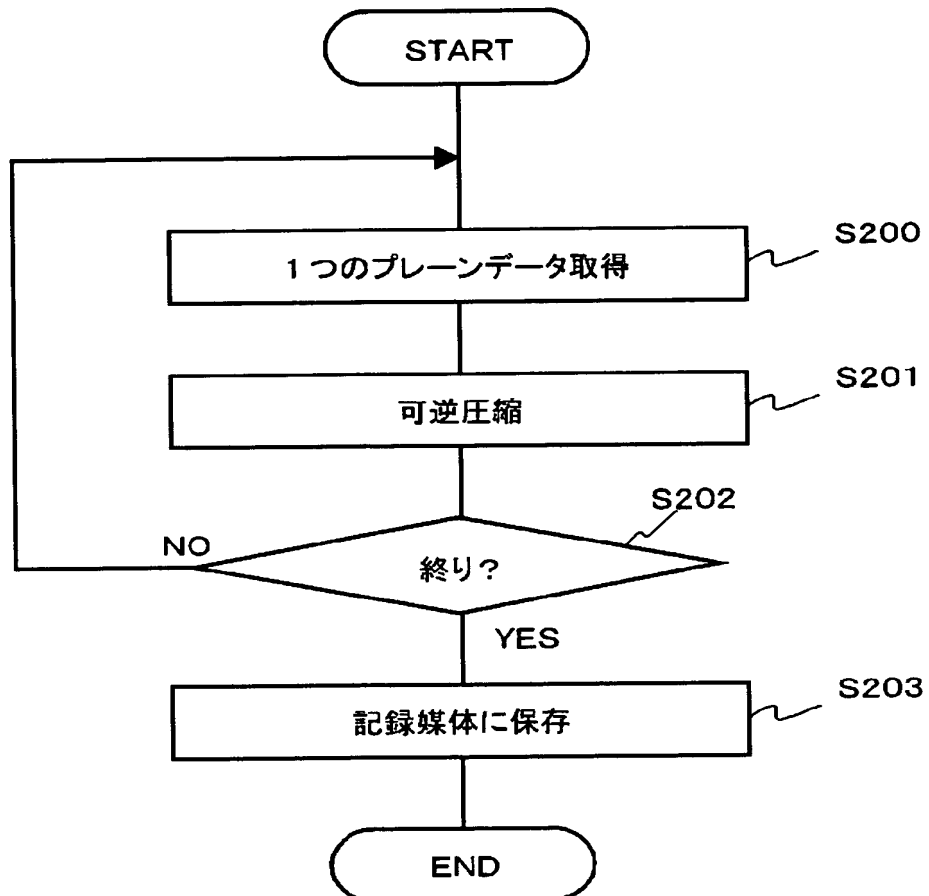 START
S200
1つのプレーンデータ取得
S201
可逆圧縮
S202
NO
終り?
YES
S203
記録媒体に保存
END